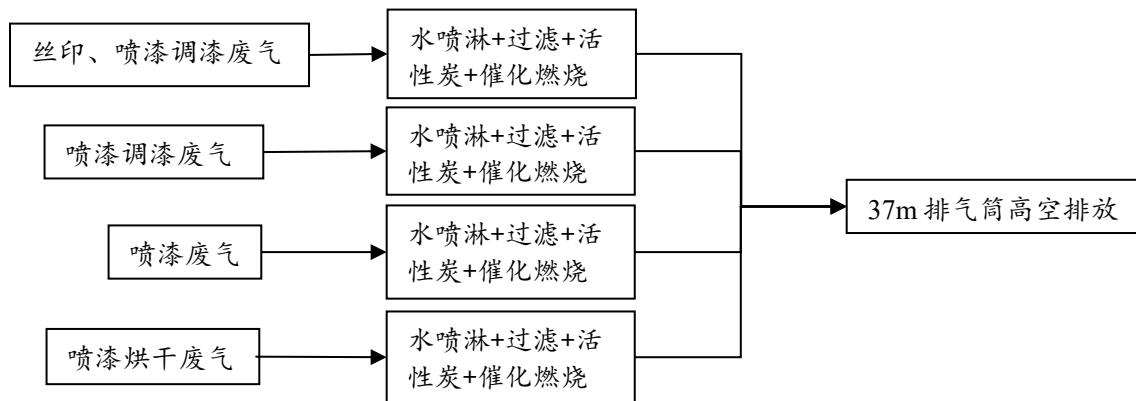 丝印、喷漆调漆废气
水喷淋+过滤+活
性炭+催化燃烧
喷漆调漆废气
水喷淋+过滤+活
性炭+催化燃烧
37m 排气筒高空排放
喷漆废气
水喷淋+过滤+活
性炭+催化燃烧
喷漆烘干废气
水喷淋+过滤+活
性炭+催化燃烧